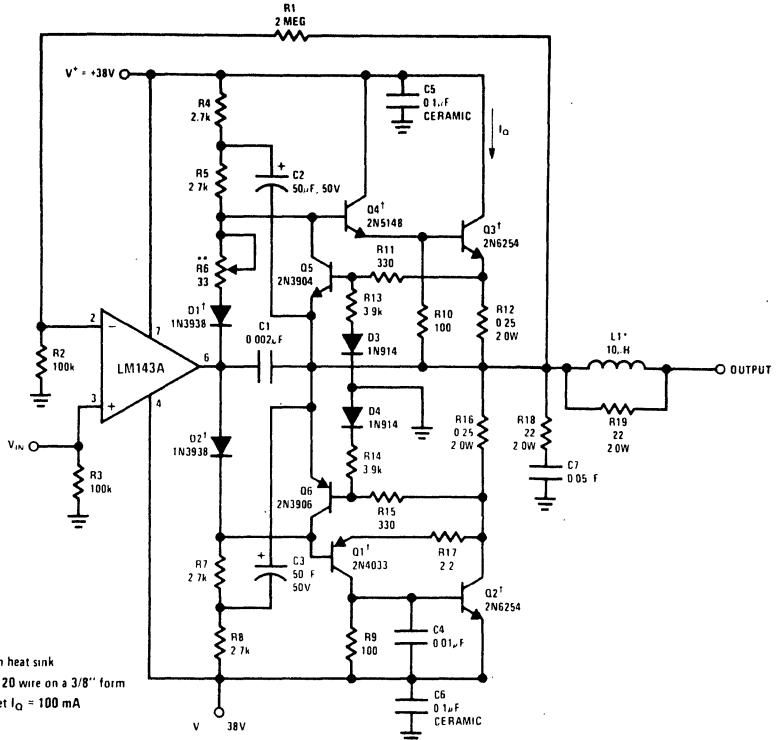 R1
2 MEG
V⁺ = +38V
R4
2.7k
C5
0 1μF
CERAMIC
I_Q
R5
2 7k
+
C2
50μF, 50V
Q4†
2N5148
Q3†
2N6254
**
R6
33
Q5
2N3904
R11
330
D1†
1N3938
R13
3 9k
R10
100
R12
0 25
2 0W
C1
0 002μF
D3
1N914
2
−
7
LM143A
6
3
+
4
R2
100k
L1*
10μH
OUTPUT
R19
22
2 0W
D2†
1N3938
D4
1N914
R16
0 25
2 0W
R18
22
2 0W
V_IN
R3
100k
R14
3 9k
C7
0 05 F
Q6
2N3906
R15
330
R7
2 7k
+
C3
50 F
50V
Q1†
2N4033
R17
2 2
Q2†
2N6254
R8
2 7k
R9
100
C4
0 01μF
n heat sink
20 wire on a 3/8'' form
et I_Q = 100 mA
V 38V
C6
0 1μF
CERAMIC